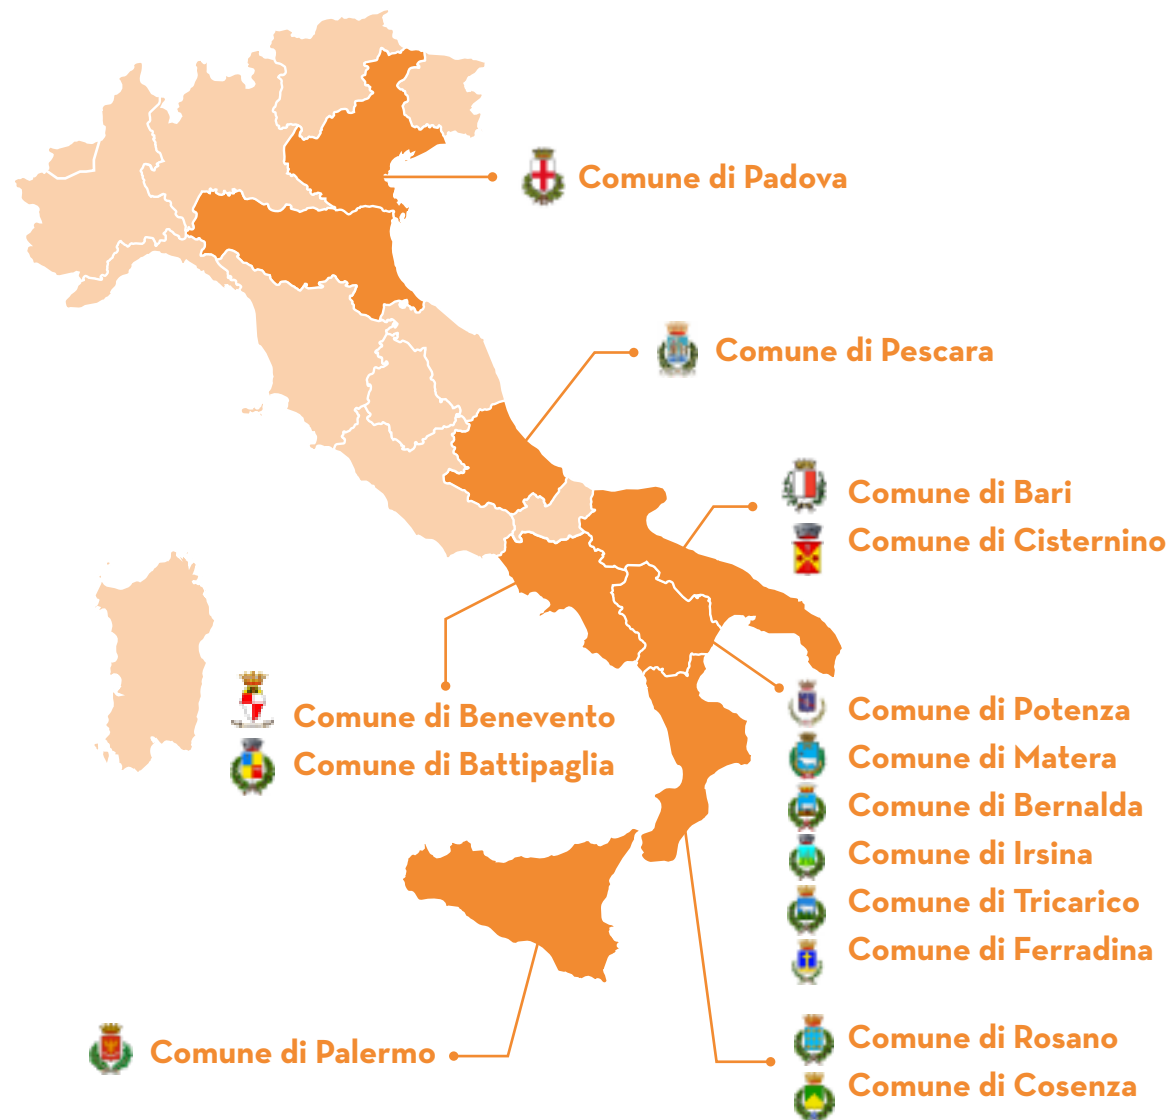 Comune di Padova
Comune di Pescara
Comune di Bari
Comune di Cisternino
Comune di Benevento
Comune di Battipaglia
Comune di Potenza
Comune di Matera
Comune di Bernalda
Comune di Irsina
Comune di Tricarico
Comune di Ferradina
Comune di Rosano
Comune di Cosenza
Comune di Palermo